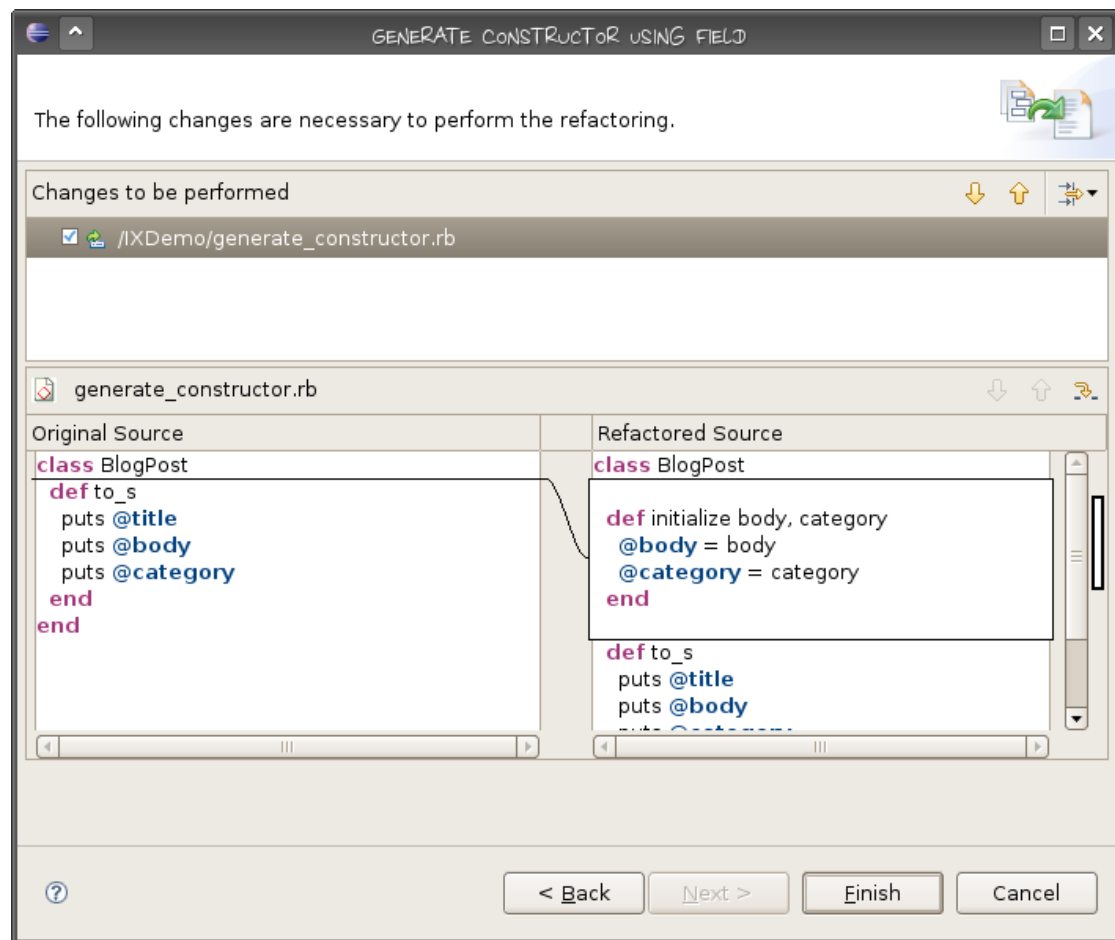 GENERATE CONSTRUCTOR USING FIELD
The following changes are necessary to perform the refactoring.
Changes to be performed
/IXDemo/generate_constructor.rb
generate_constructor.rb
Original Source
class BlogPost
def to_s
puts @title
puts @body
puts @category
end
end
Refactored Source
class BlogPost
def initialize body, category
@body = body
@category = category
end
def to_s
puts @title
puts @body
< Back
Next >
Finish
Cancel